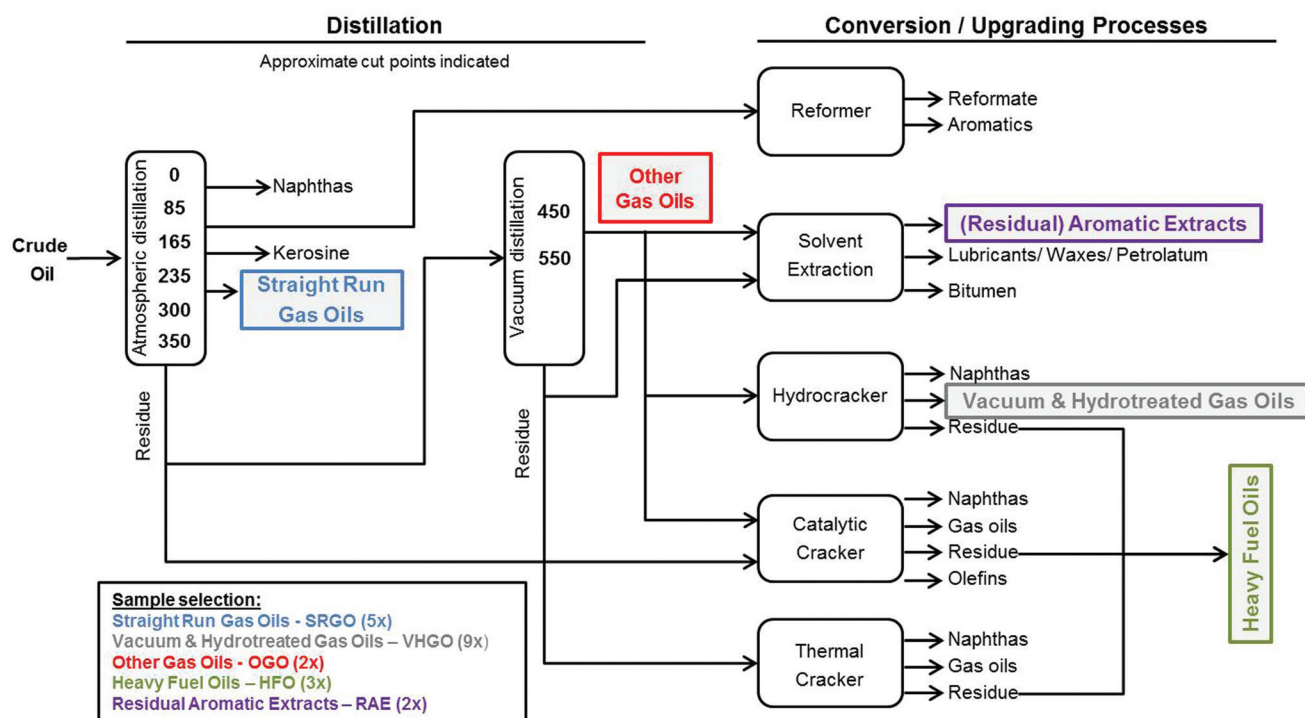 Distillation
Approximate cut points indicated
Conversion / Upgrading Processes
Crude
Oil
Atmospheric distillation
0
85
165
235
300
350
Naphthas
Kerosine
Straight Run
Gas Oils
Residue
Vacuum distillation
450
550
Other
Gas Oils
Residue
Reformer
Reformate
Aromatics
Solvent
Extraction
(Residual) Aromatic Extracts
Lubricants/ Waxes/ Petrolatum
Bitumen
Hydrocracker
Naphthas
Vacuum & Hydrotreated Gas Oils
Residue
Catalytic
Cracker
Naphthas
Gas oils
Residue
Olefins
Thermal
Cracker
Naphthas
Gas oils
Residue
Heavy Fuel Oils
Sample selection:
Straight Run Gas Oils - SRGO (5x)
Vacuum & Hydrotreated Gas Oils – VHGO (9x)
Other Gas Oils - OGO (2x)
Heavy Fuel Oils – HFO (3x)
Residual Aromatic Extracts – RAE (2x)